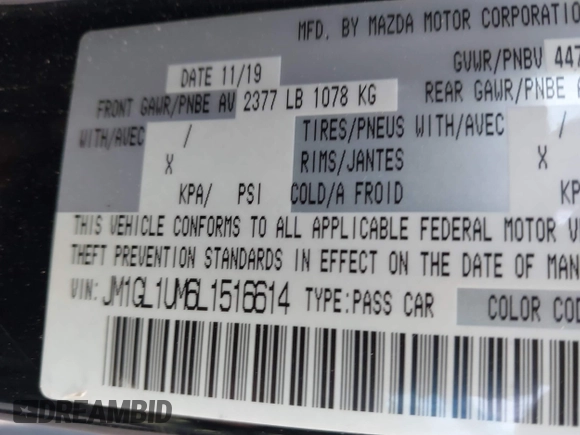 MFD. BY MAZDA MOTOR CORPORATIO
DATE 11/19 GVWR/PNBV 447
FRONT GAWR/PNBE AV 2377 LB 1078 KG REAR GAWR/PNBE A
WITH/AVEC / TIRES/PNEUS WITH/AVEC /
X RIMS/JANTES X
KPA/ PSI COLD/A FROID KP
THIS VEHICLE CONFORMS TO ALL APPLICABLE FEDERAL MOTOR VE
THEFT PREVENTION STANDARDS IN EFFECT ON THE DATE OF MAN
VIN: JM1GL1UM6L1516614 TYPE:PASS CAR COLOR COD
DREAMBID